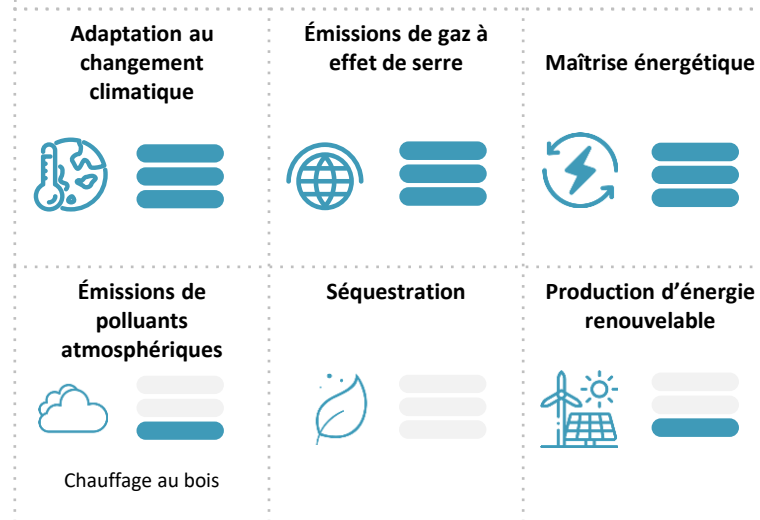 Adaptation au
changement
climatique
Émissions de gaz à
effet de serre
Maîtrise énergétique
Émissions de
polluants
atmosphériques
Chauffage au bois
Séquestration
Production d’énergie
renouvelable